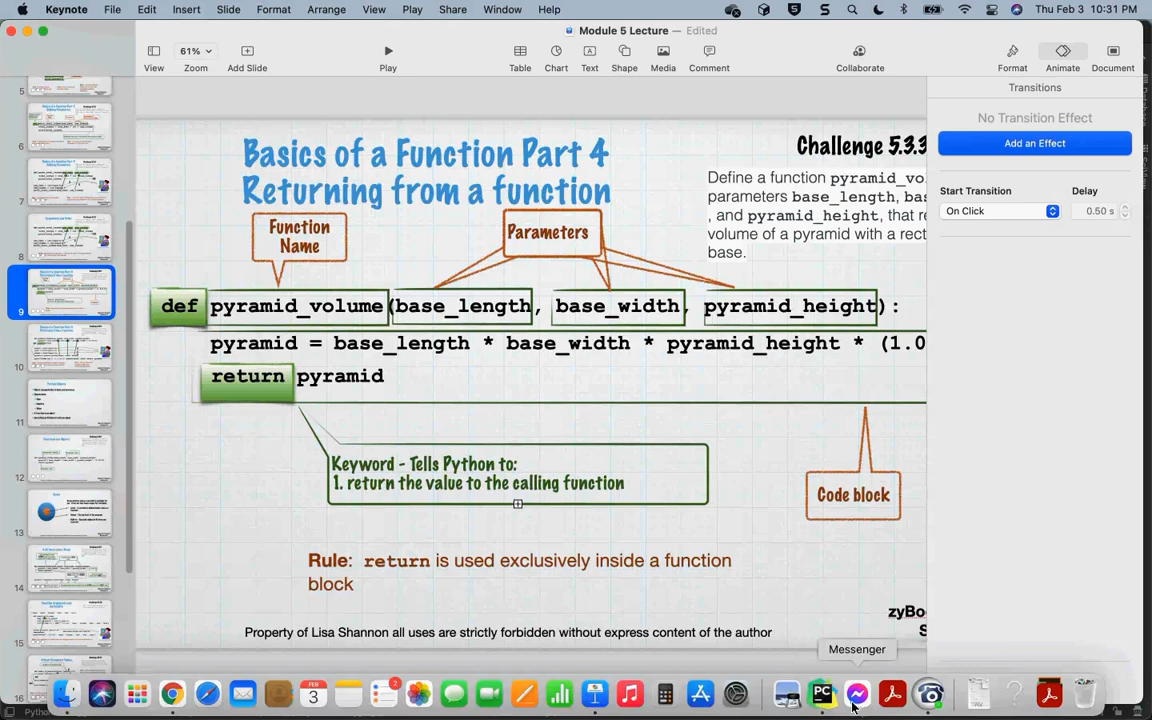 Keynote File Edit Insert Slide Format Arrange View Play Share Window Help Thu Feb 3 10:31 PM
Module 5 Lecture — Edited
61%
View Zoom Add Slide Play Table Chart Text Shape Media Comment Collaborate Format Animate Document
Transitions
No Transition Effect
Add an Effect
Start Transition Delay
On Click 0.50 s
5
6
7
8
9
10
11
12
13
14
15
16
Basics of a Function Part 4
Returning from a function
Challenge 5.3.3
Define a function pyramid_vo
parameters base_length, bas
, and pyramid_height, that re
volume of a pyramid with a rect
base.
Function
Name
Parameters
def pyramid_volume(base_length, base_width, pyramid_height):
pyramid = base_length * base_width * pyramid_height * (1.0
return pyramid
Keyword - Tells Python to:
1. return the value to the calling function
Code block
Rule: return is used exclusively inside a function
block
zyBo
S
Property of Lisa Shannon all uses are strictly forbidden without express content of the author
Messenger
FEB
3
2
PC